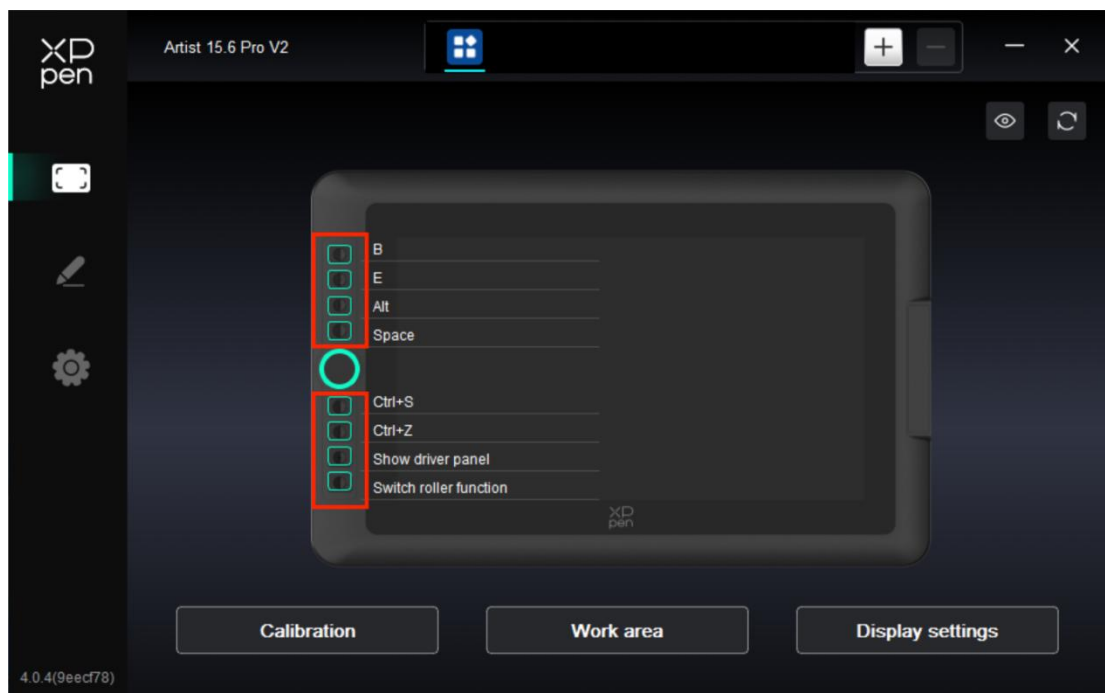 XP
pen
Artist 15.6 Pro V2
B
E
Alt
Space
Ctrl+S
Ctrl+Z
Show driver panel
Switch roller function
XP
pen
Calibration
Work area
Display settings
4.0.4(9eecf78)